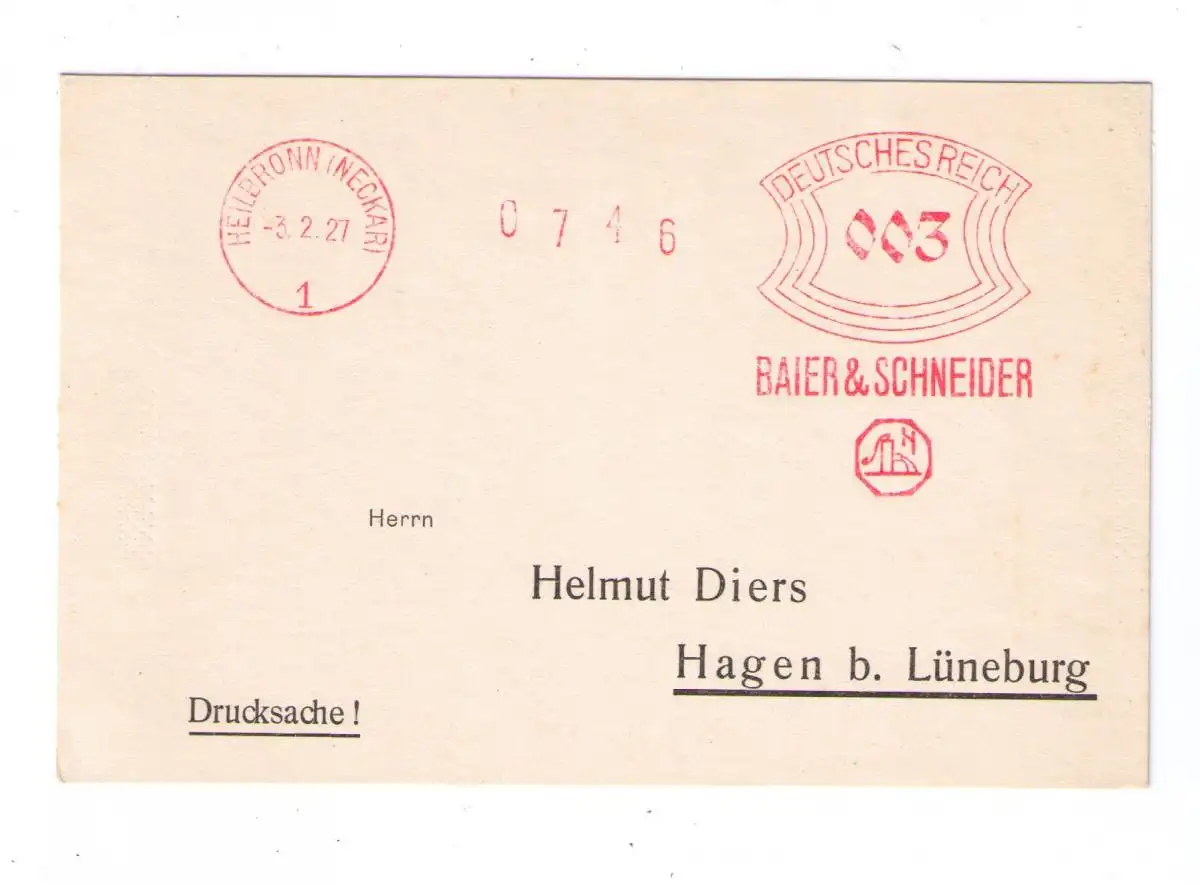 HEILBRONN (NECKAR)
-3. 2. 27
1
0 7 4 6
DEUTSCHES REICH
003
BAIER & SCHNEIDER
H
Herrn
Helmut Diers
Hagen b. Lüneburg
Drucksache!